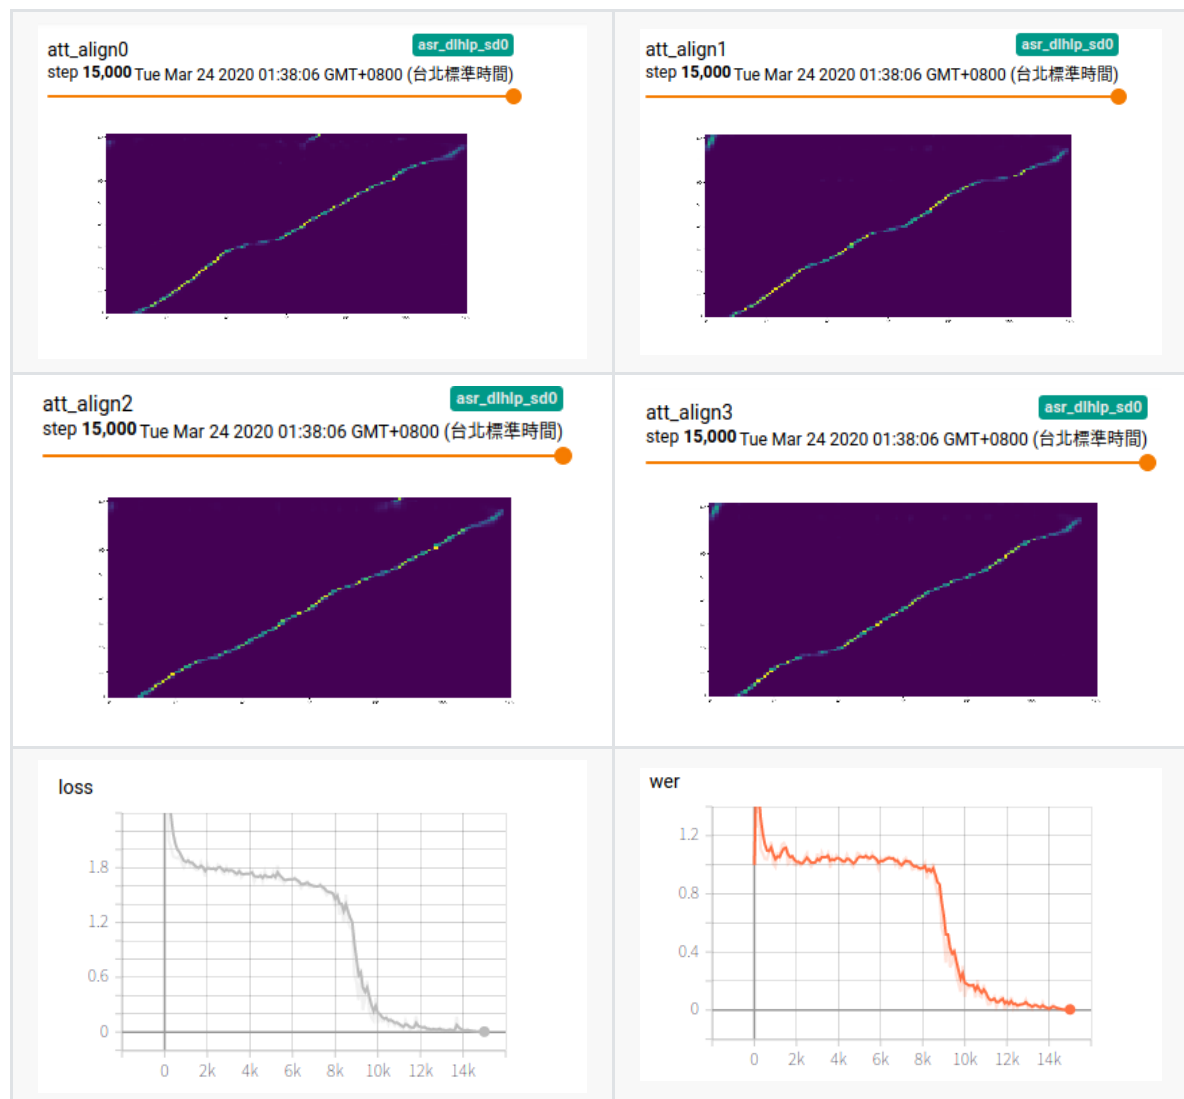 att_align0
asr_dlhlp_sd0
step 15,000 Tue Mar 24 2020 01:38:06 GMT+0800 (台北標準時間)
att_align1
asr_dlhlp_sd0
step 15,000 Tue Mar 24 2020 01:38:06 GMT+0800 (台北標準時間)
att_align2
asr_dlhlp_sd0
step 15,000 Tue Mar 24 2020 01:38:06 GMT+0800 (台北標準時間)
att_align3
asr_dlhlp_sd0
step 15,000 Tue Mar 24 2020 01:38:06 GMT+0800 (台北標準時間)
loss
1.8
1.2
0.6
0
0 2k 4k 6k 8k 10k 12k 14k
wer
1.2
0.8
0.4
0
0 2k 4k 6k 8k 10k 12k 14k